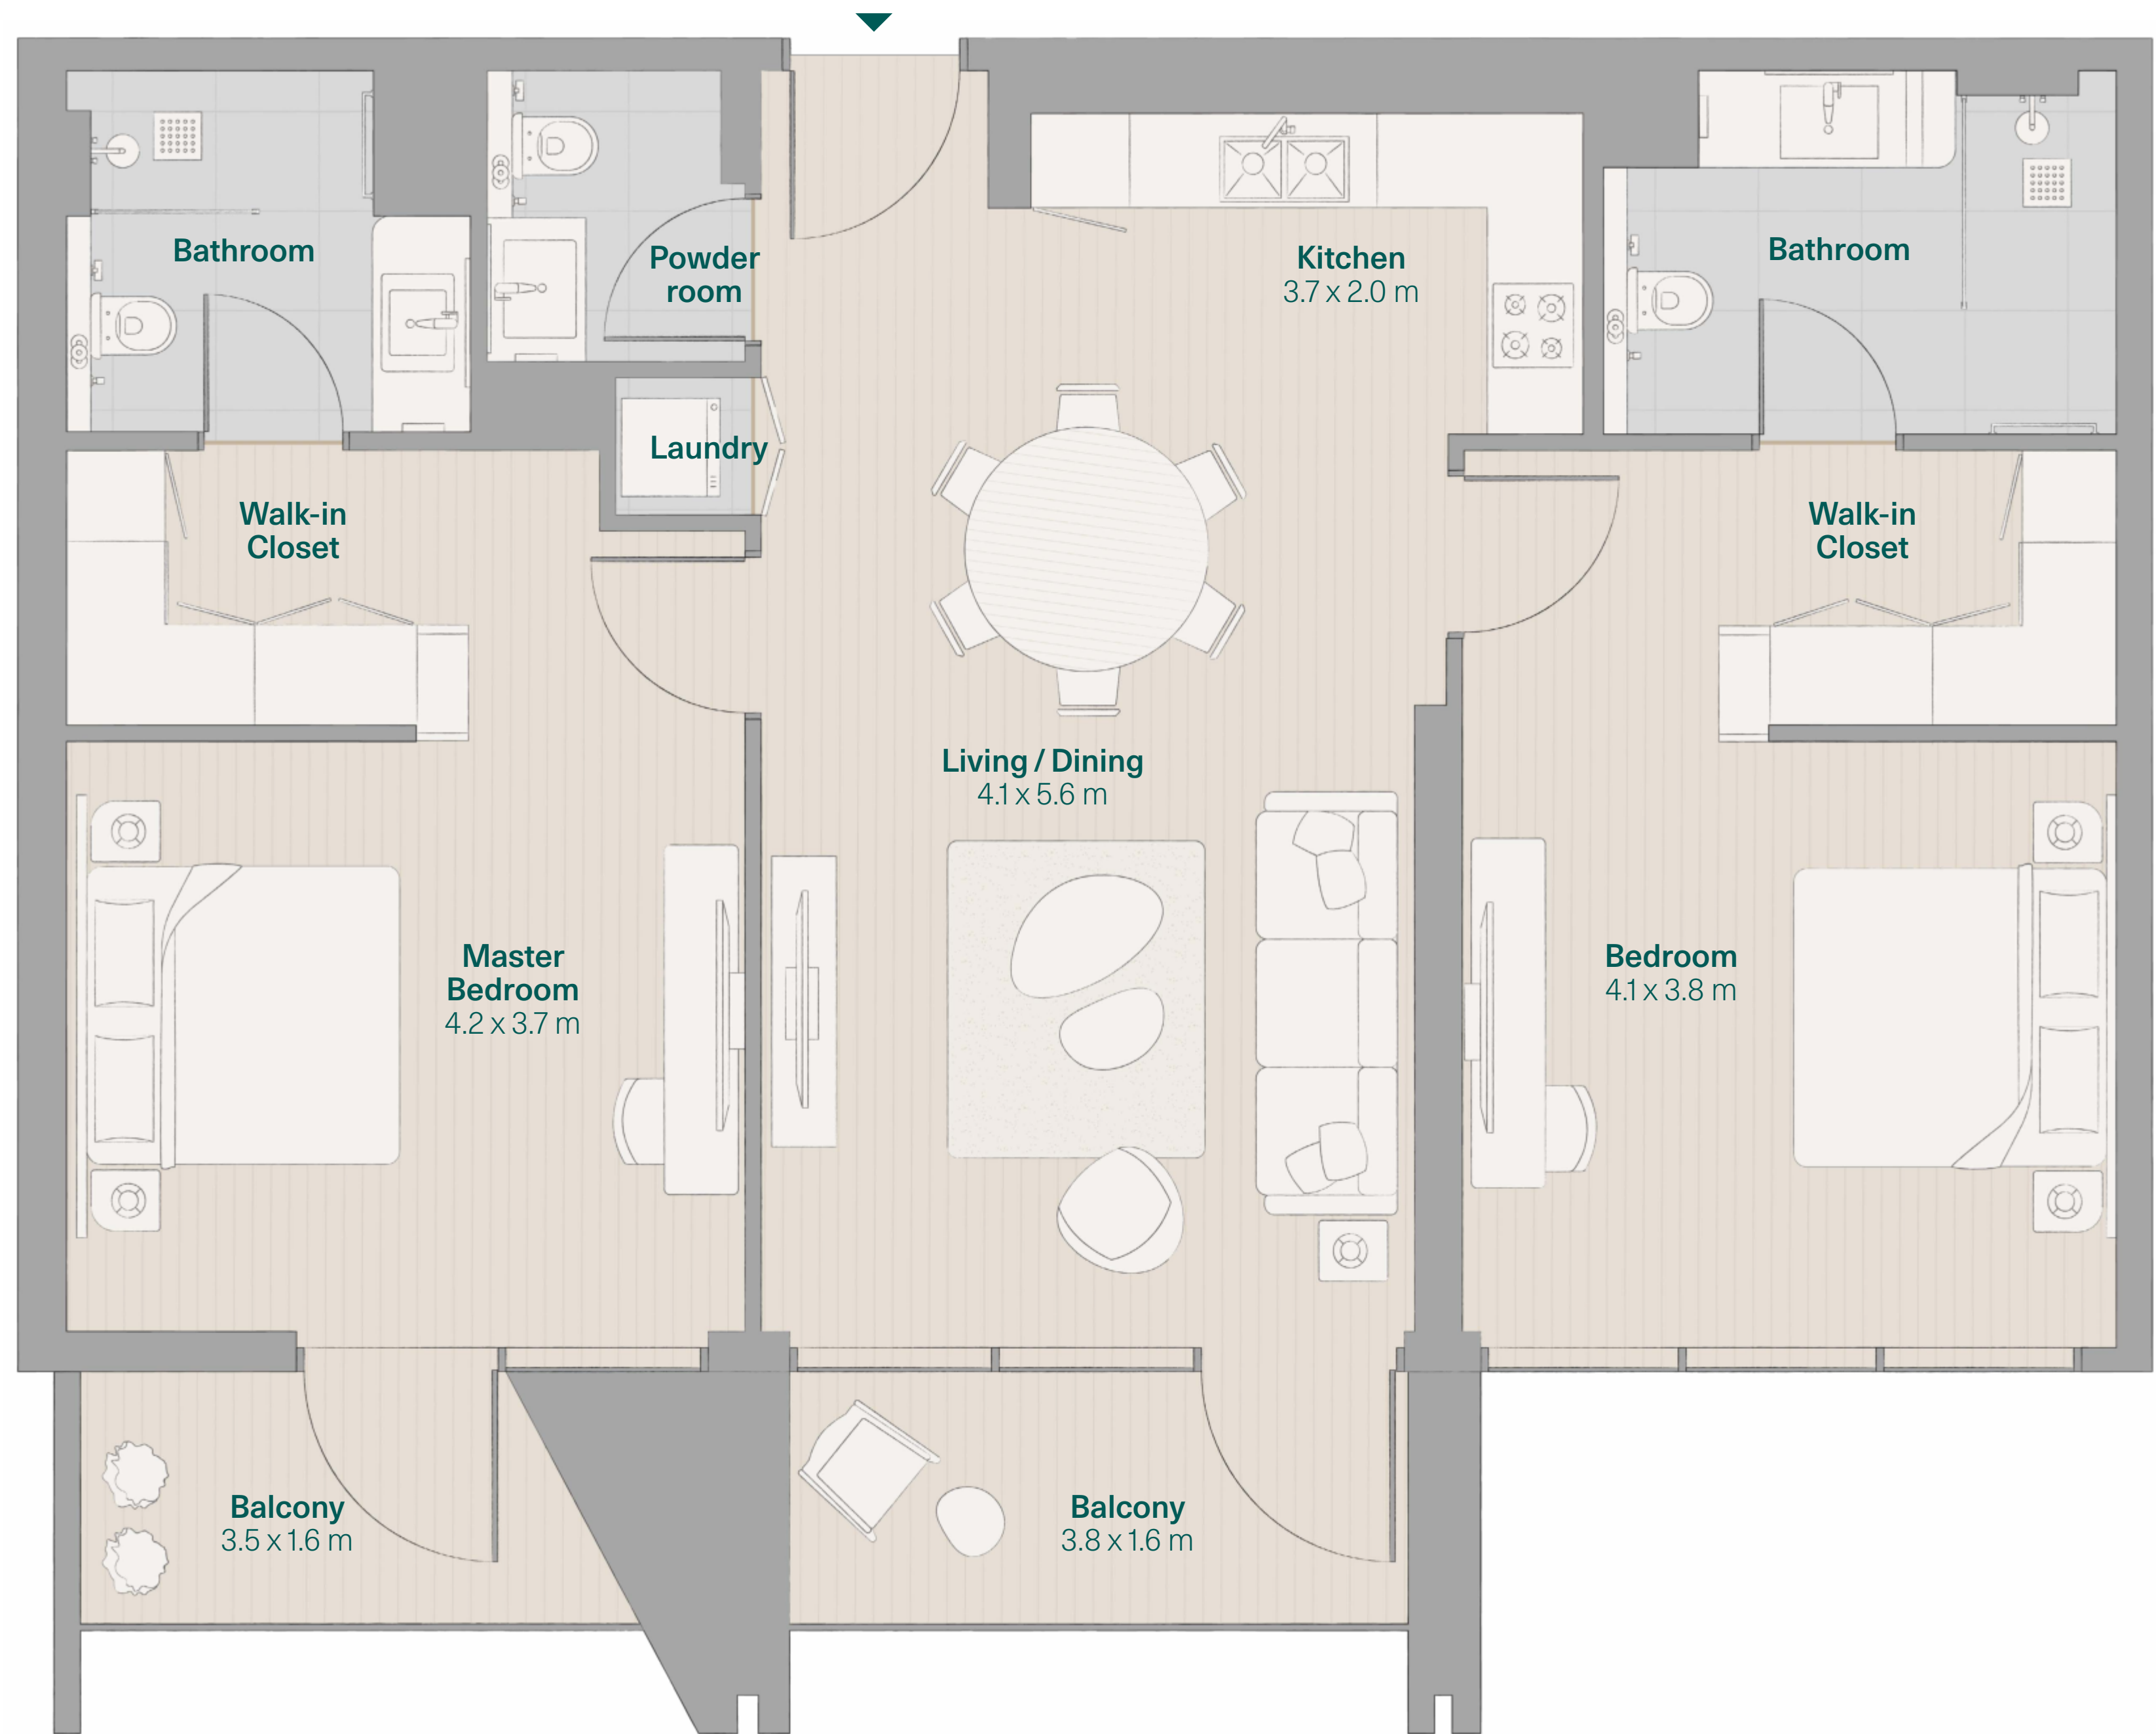 Bathroom
Powder
room
Kitchen
3.7 x 2.0 m
Bathroom
Laundry
Walk-in
Closet
Walk-in
Closet
Living / Dining
4.1 x 5.6 m
Master
Bedroom
4.2 x 3.7 m
Bedroom
4.1 x 3.8 m
Balcony
3.5 x 1.6 m
Balcony
3.8 x 1.6 m